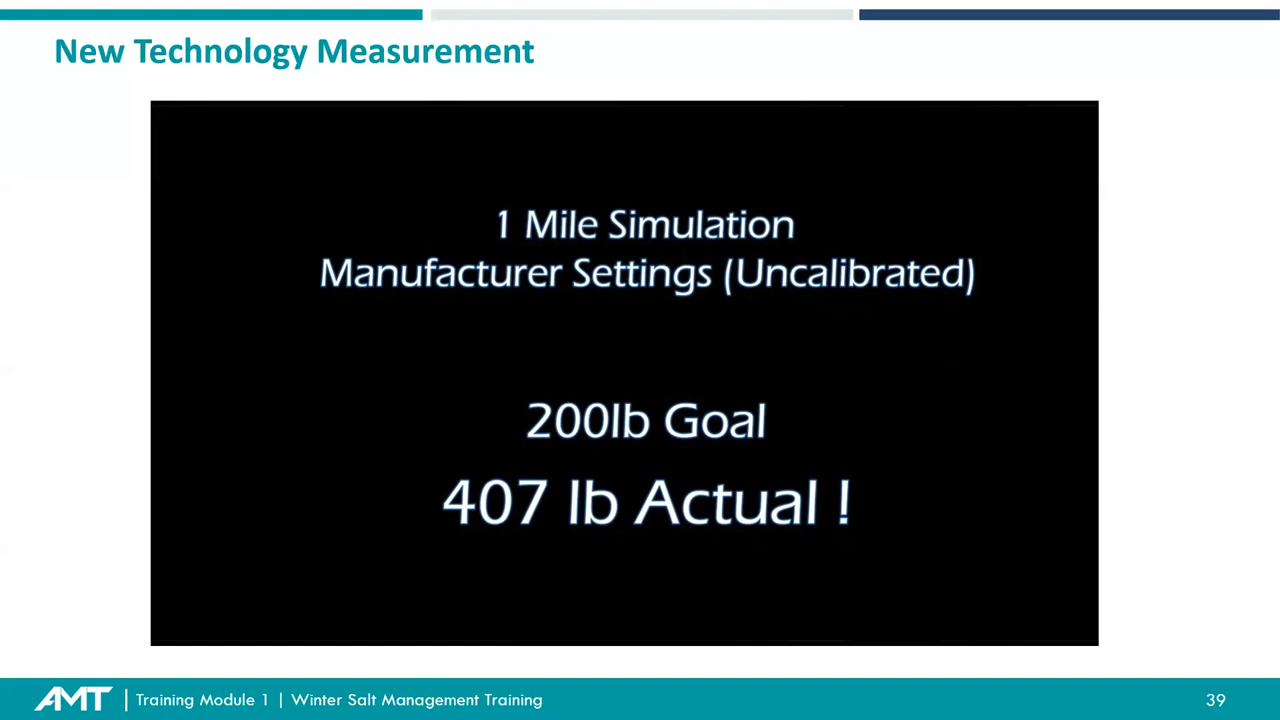 New Technology Measurement
1 Mile Simulation
Manufacturer Settings (Uncalibrated)
200lb Goal
407 lb Actual !
AMT | Training Module 1 | Winter Salt Management Training
39